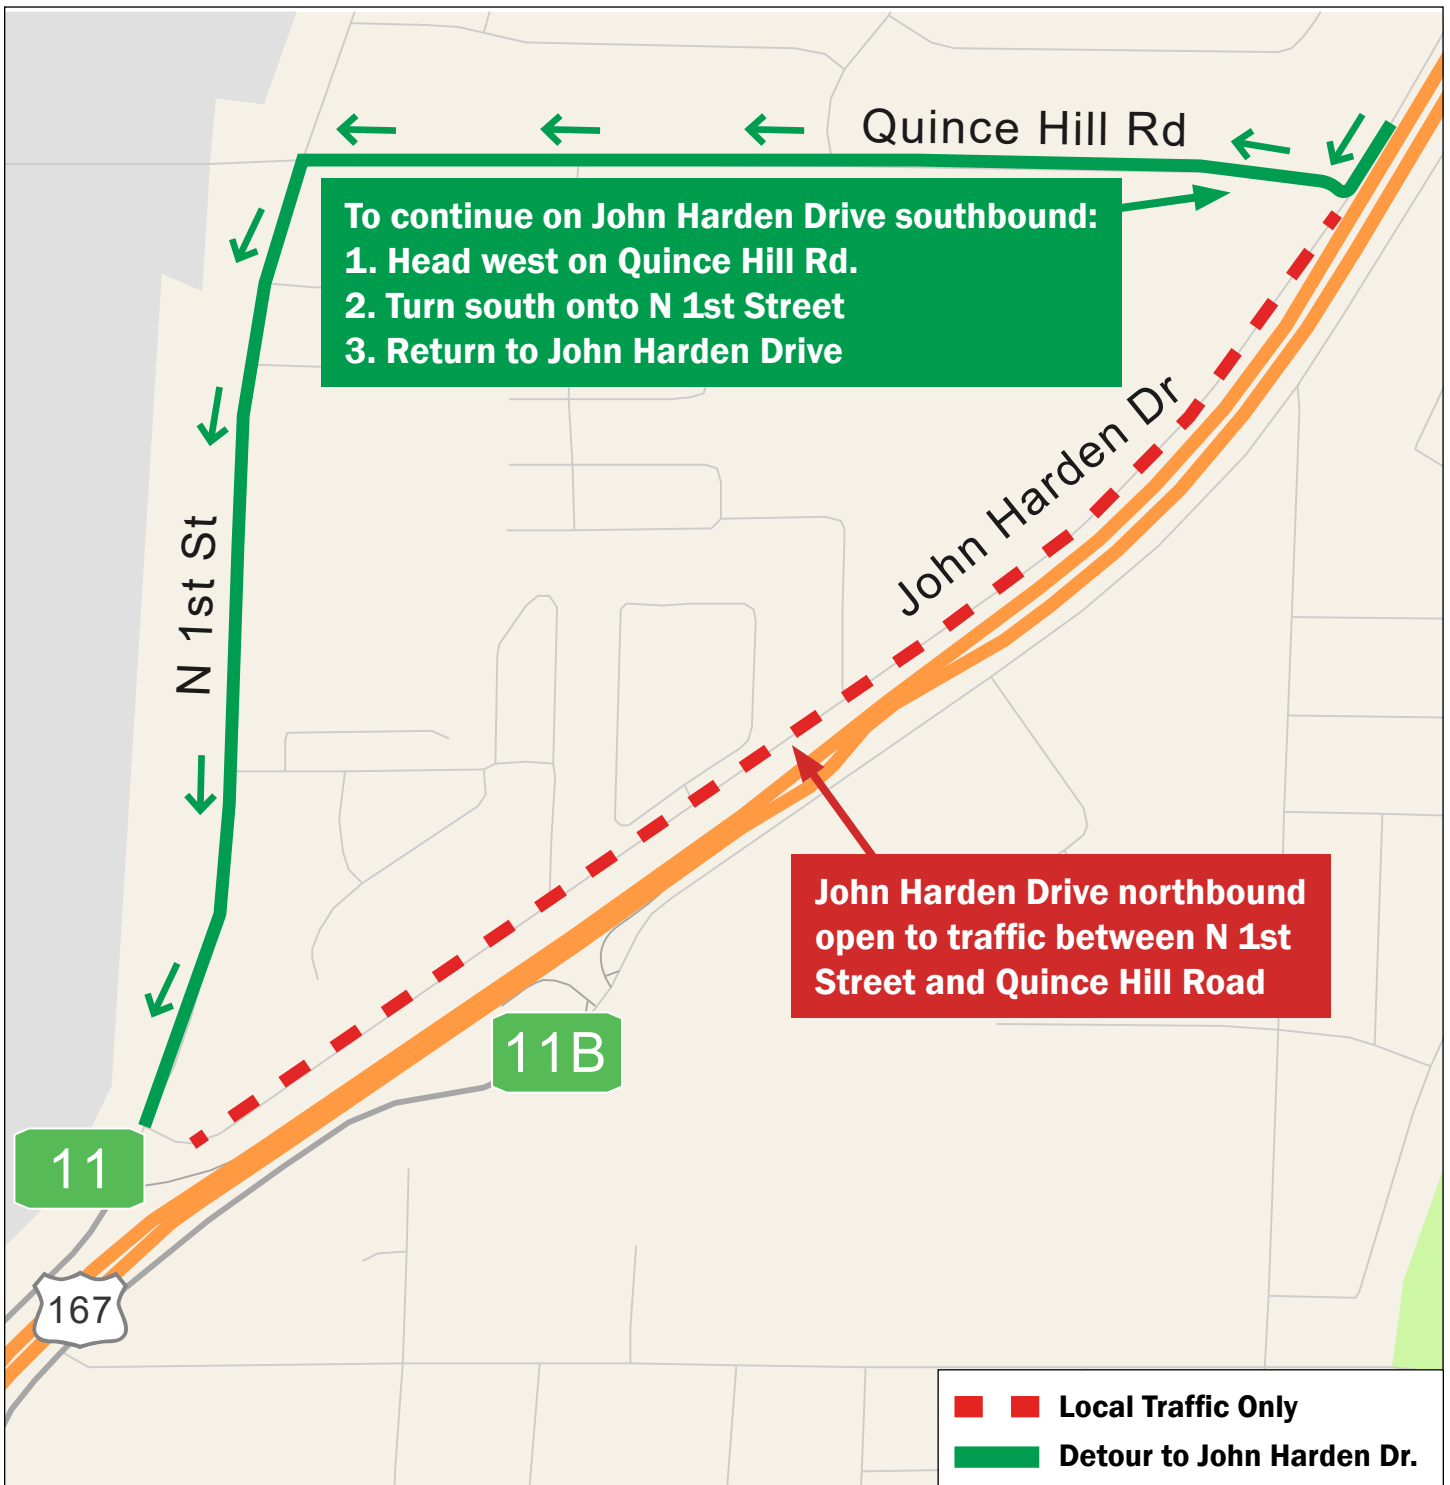 Quince Hill Rd
To continue on John Harden Drive southbound:
1. Head west on Quince Hill Rd.
2. Turn south onto N 1st Street
3. Return to John Harden Drive
John Harden Dr
N 1st St
John Harden Drive northbound
open to traffic between N 1st
Street and Quince Hill Road
11B
11
167
Local Traffic Only
Detour to John Harden Dr.